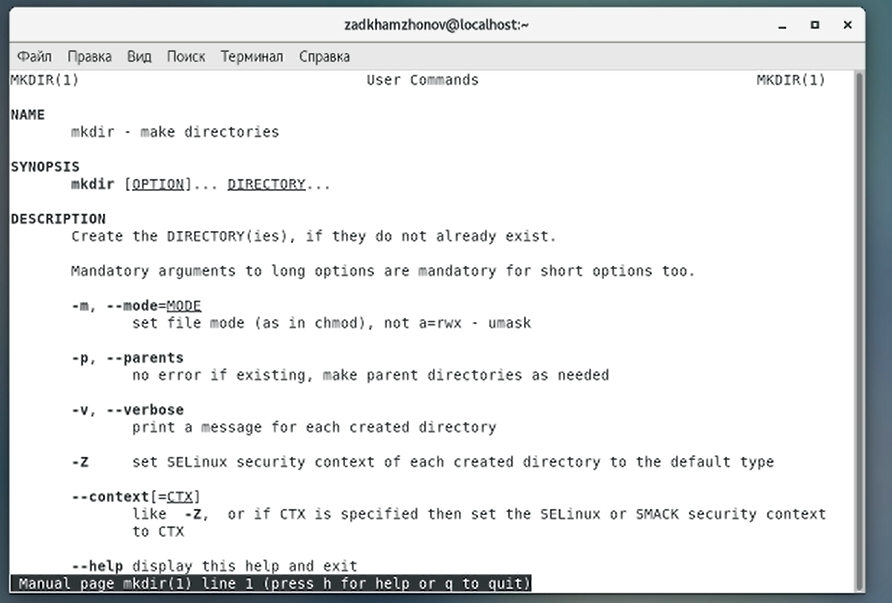 zadkhamzhonov@localhost:~
Файл Правка Вид Поиск Терминал Справка
MKDIR(1) User Commands MKDIR(1)
NAME
mkdir - make directories
SYNOPSIS
mkdir [OPTION]... DIRECTORY...
DESCRIPTION
Create the DIRECTORY(ies), if they do not already exist.
Mandatory arguments to long options are mandatory for short options too.
-m, --mode=MODE
set file mode (as in chmod), not a=rwx - umask
-p, --parents
no error if existing, make parent directories as needed
-v, --verbose
print a message for each created directory
-Z set SELinux security context of each created directory to the default type
--context[=CTX]
like -Z, or if CTX is specified then set the SELinux or SMACK security context
to CTX
--help display this help and exit
Manual page mkdir(1) line 1 (press h for help or q to quit)